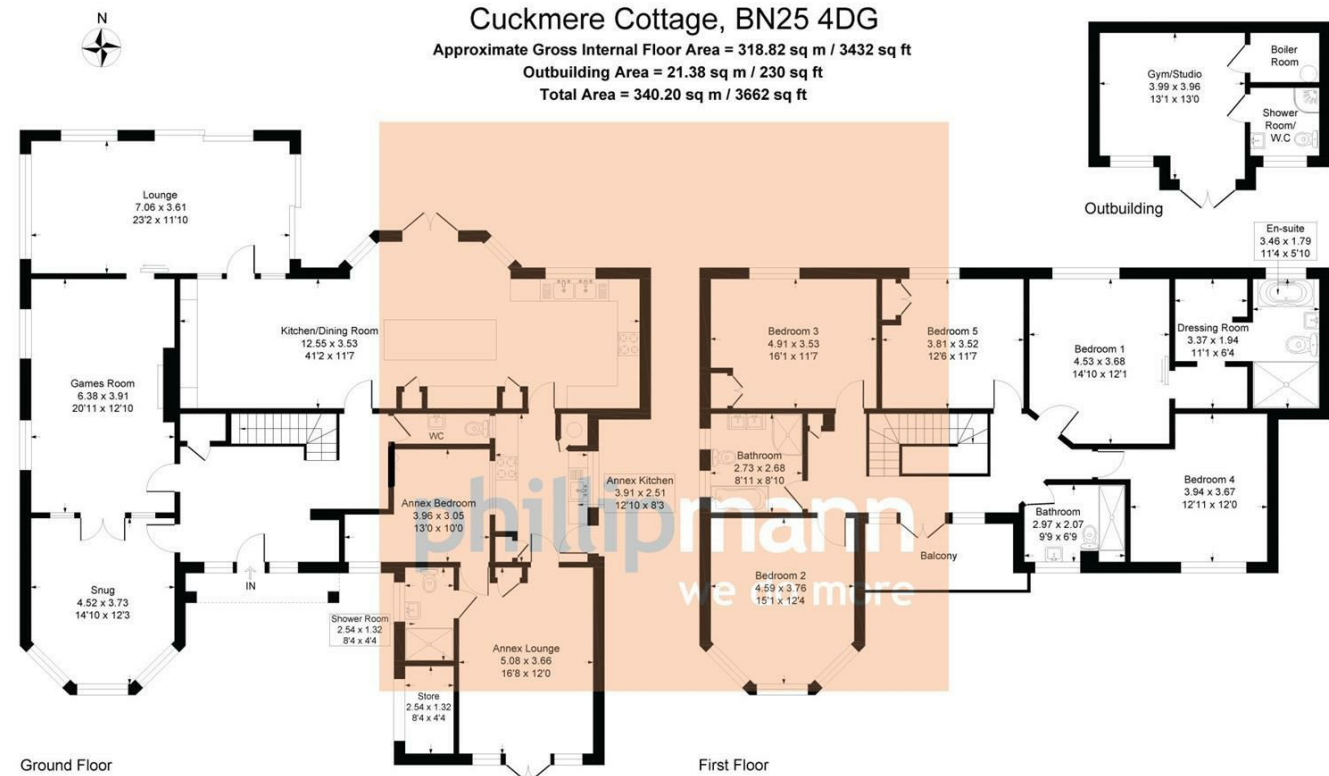 Cuckmere Cottage, BN25 4DG
Approximate Gross Internal Floor Area = 318.82 sq m / 3432 sq ft
Outbuilding Area = 21.38 sq m / 230 sq ft
Total Area = 340.20 sq m / 3662 sq ft
N
Gym/Studio
3.99 x 3.96
13'1 x 13'0
Boiler
Room
Shower
Room/
W.C
Outbuilding
Lounge
7.06 x 3.61
23'2 x 11'10
Kitchen/Dining Room
12.55 x 3.53
41'2 x 11'7
Games Room
6.38 x 3.91
20'11 x 12'10
WC
Annex Kitchen
3.91 x 2.51
12'10 x 8'3
Annex Bedroom
3.96 x 3.05
13'0 x 10'0
Snug
4.52 x 3.73
14'10 x 12'3
IN
Shower Room
2.54 x 1.32
8'4 x 4'4
Annex Lounge
5.08 x 3.66
16'8 x 12'0
Store
2.54 x 1.32
8'4 x 4'4
Ground Floor
Bedroom 3
4.91 x 3.53
16'1 x 11'7
Bedroom 5
3.81 x 3.52
12'6 x 11'7
Bedroom 1
4.53 x 3.68
14'10 x 12'1
En-suite
3.46 x 1.79
11'4 x 5'10
Dressing Room
3.37 x 1.94
11'1 x 6'4
Bathroom
2.73 x 2.68
8'11 x 8'10
Bedroom 4
3.94 x 3.67
12'11 x 12'0
Bathroom
2.97 x 2.07
9'9 x 6'9
Balcony
Bedroom 2
4.59 x 3.76
15'1 x 12'4
First Floor
phillipmann
we do more